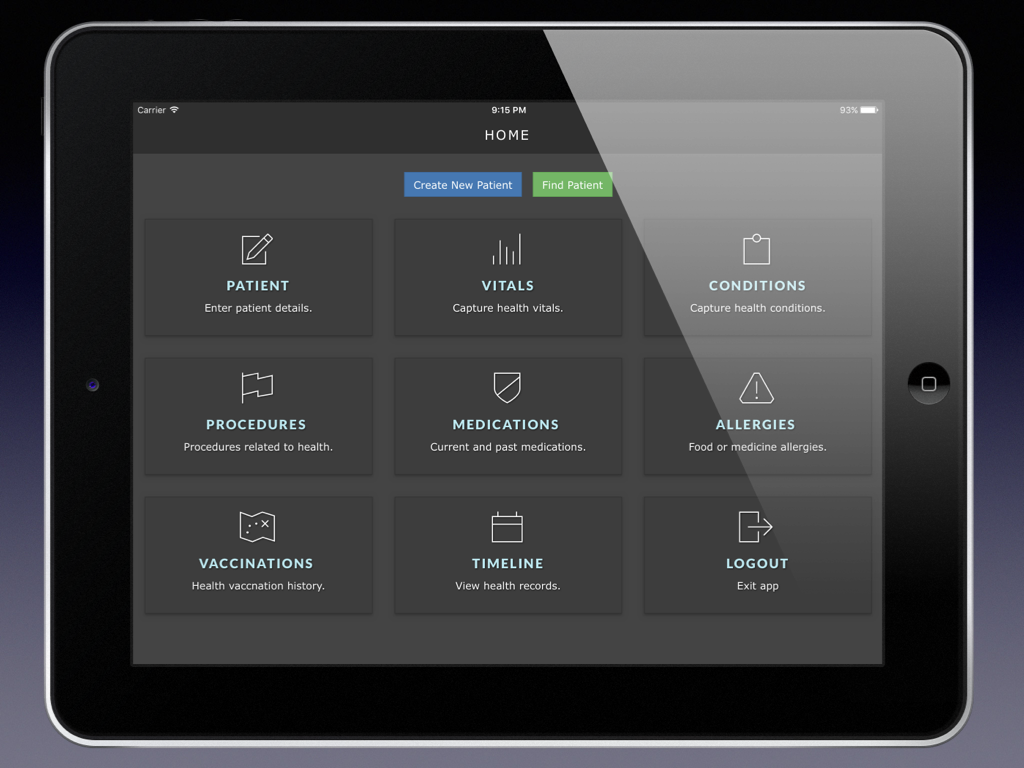 Carrier 9:15 PM 93%
HOME
Create New Patient Find Patient
PATIENT
Enter patient details.
VITALS
Capture health vitals.
CONDITIONS
Capture health conditions.
PROCEDURES
Procedures related to health.
MEDICATIONS
Current and past medications.
ALLERGIES
Food or medicine allergies.
VACCINATIONS
Health vaccnation history.
TIMELINE
View health records.
LOGOUT
Exit app